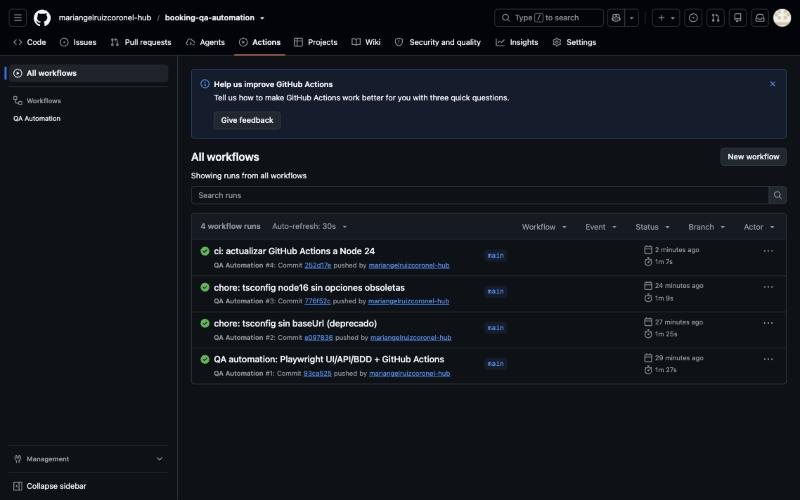 mariangelruizcoronel-hub / booking-qa-automation
Type / to search
Code Issues Pull requests Agents Actions Projects Wiki Security and quality Insights Settings
All workflows
Workflows
QA Automation
Help us improve GitHub Actions
Tell us how to make GitHub Actions work better for you with three quick questions.
Give feedback
All workflows
New workflow
Showing runs from all workflows
Search runs
4 workflow runs Auto-refresh: 30s Workflow Event Status Branch Actor
ci: actualizar GitHub Actions a Node 24 main 2 minutes ago
QA Automation #4: Commit 252d17e pushed by mariangelruizcoronel-hub 1m 7s
chore: tsconfig node16 sin opciones obsoletas main 24 minutes ago
QA Automation #3: Commit 776f52c pushed by mariangelruizcoronel-hub 1m 9s
chore: tsconfig sin baseUrl (deprecado) main 27 minutes ago
QA Automation #2: Commit e097836 pushed by mariangelruizcoronel-hub 1m 25s
QA automation: Playwright UI/API/BDD + GitHub Actions main 29 minutes ago
QA Automation #1: Commit 93ca525 pushed by mariangelruizcoronel-hub 1m 27s
Management
Collapse sidebar